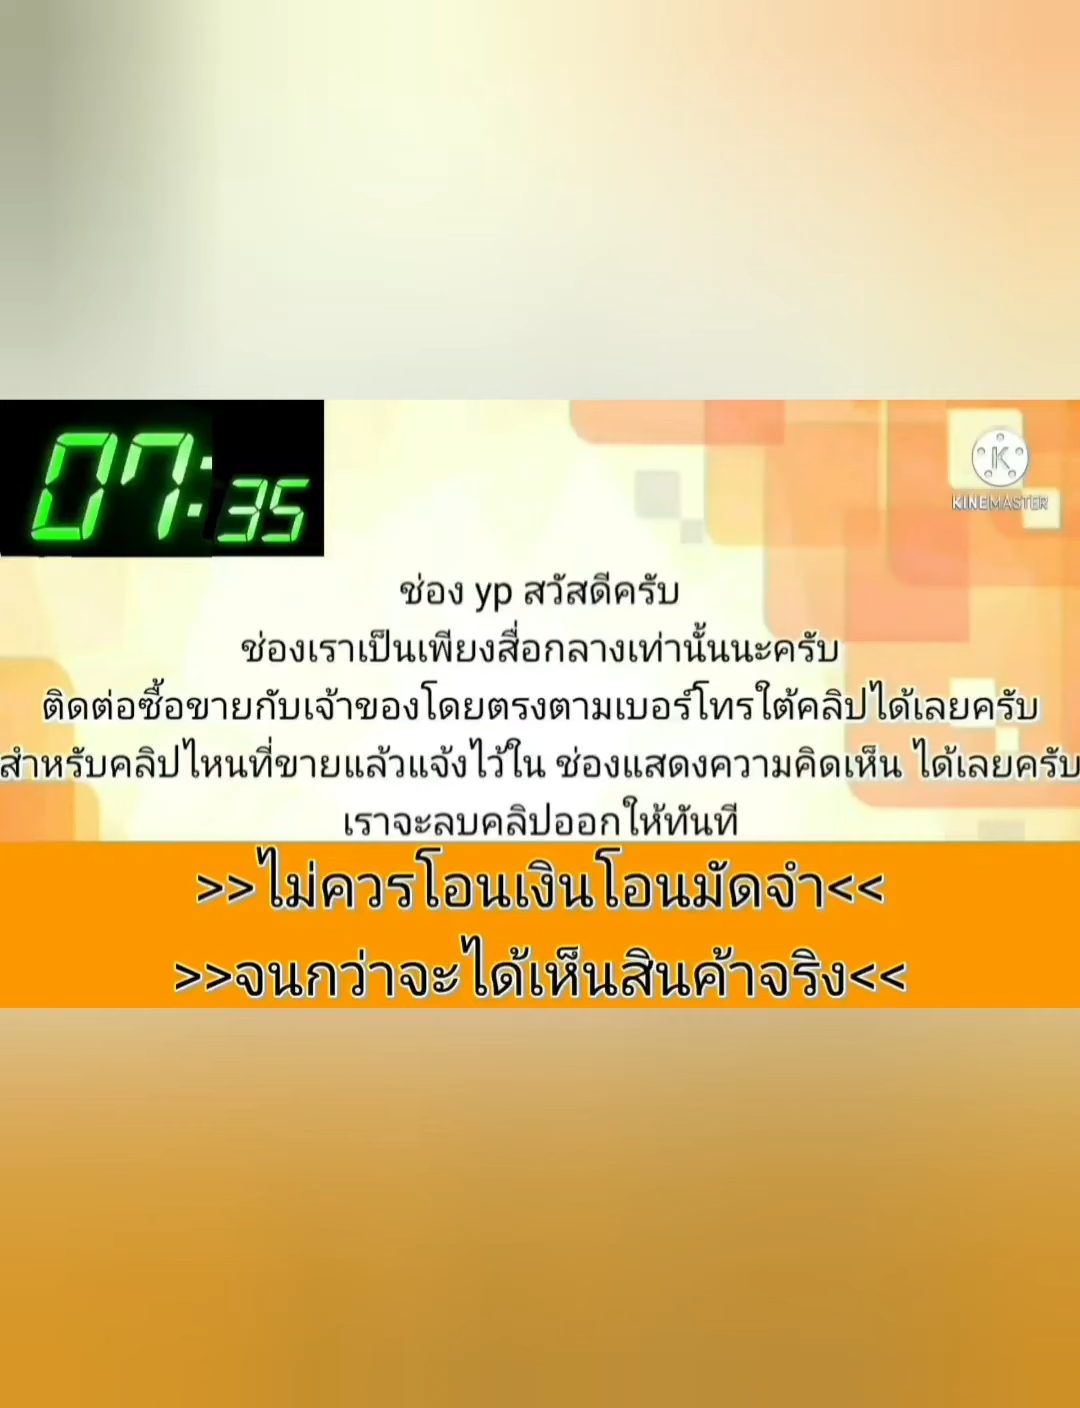 07:35
KINEMASTER
ช่อง yp สวัสดีครับ
ช่องเราเป็นเพียงสื่อกลางเท่านั้นนะครับ
ติดต่อซื้อขายกับเจ้าของโดยตรงตามเบอร์โทรใต้คลิปได้เลยครับ
สำหรับคลิปไหนที่ขายแล้วแจ้งไว้ใน ช่องแสดงความคิดเห็น ได้เลยครับ
เราจะลบคลิปออกให้ทันที
>>ไม่ควรโอนเงินโอนมัดจำ<<
>>จนกว่าจะได้เห็นสินค้าจริง<<